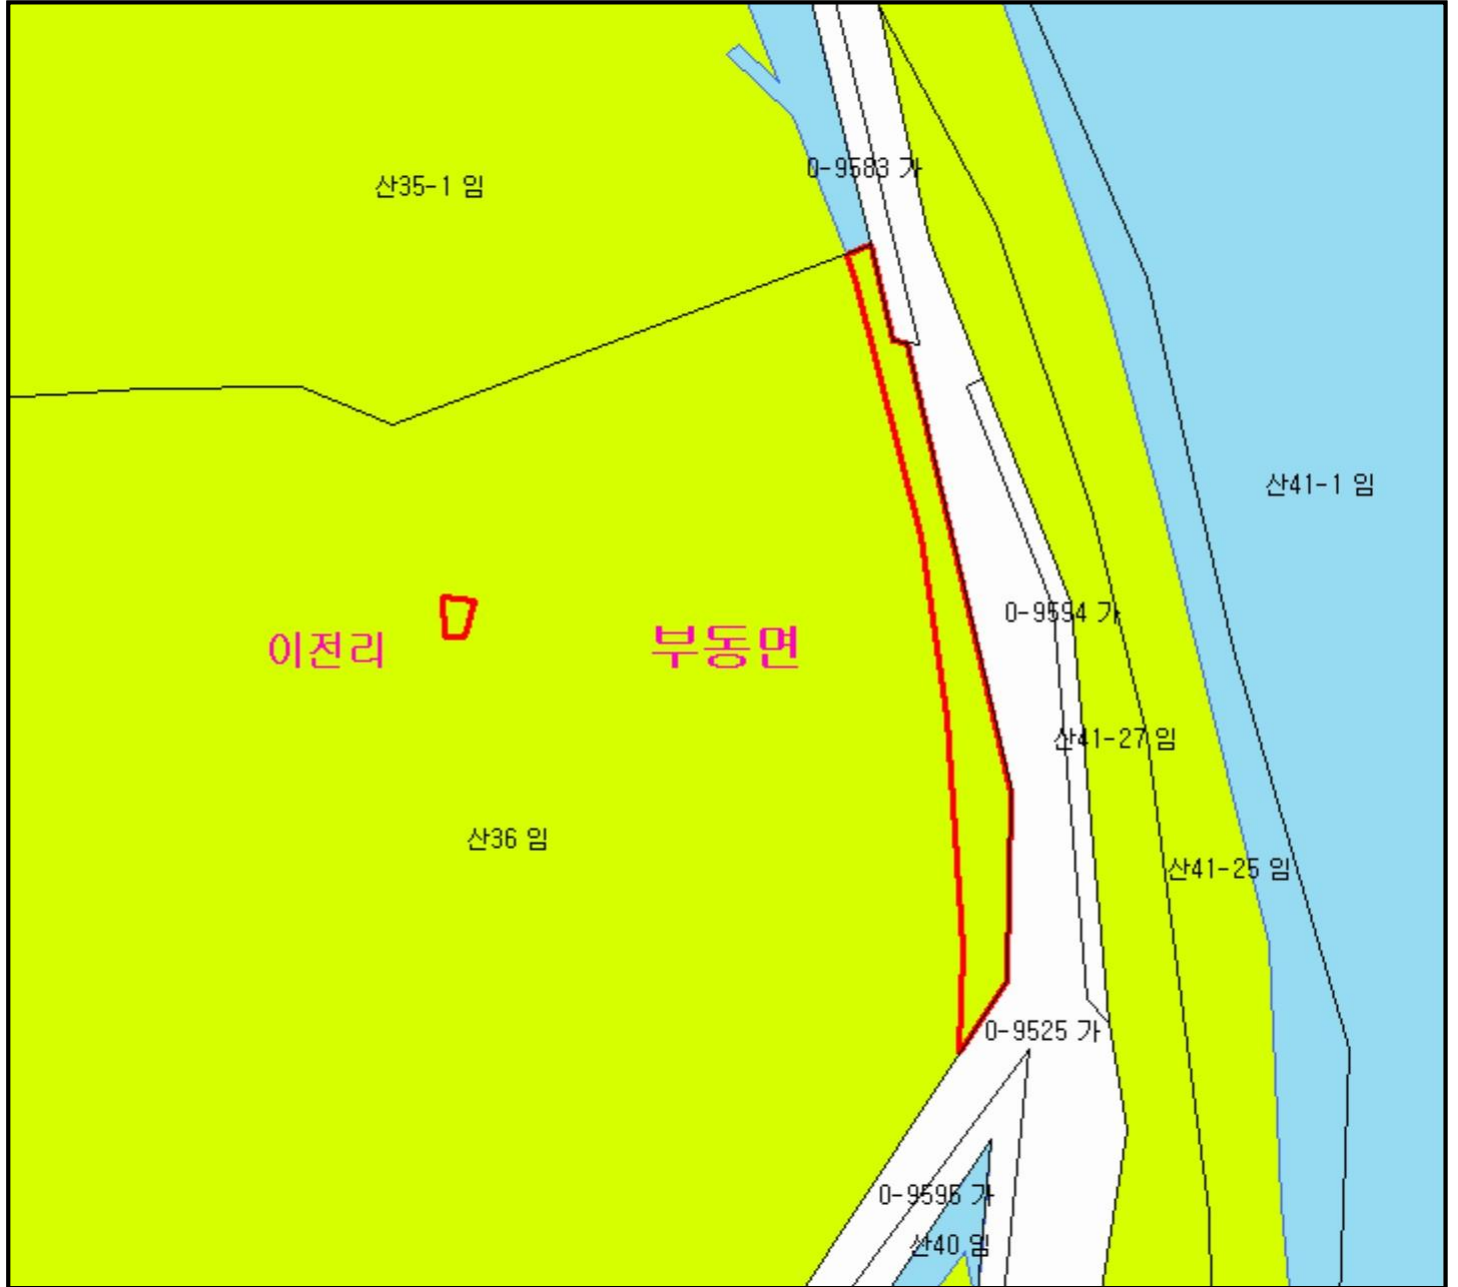 0-9583 가
산35-1 임
산41-1 임
0-9594 가
이전리
부동면
산41-27 임
산36 임
산41-25 임
0-9525 가
0-9595 가
산40 임